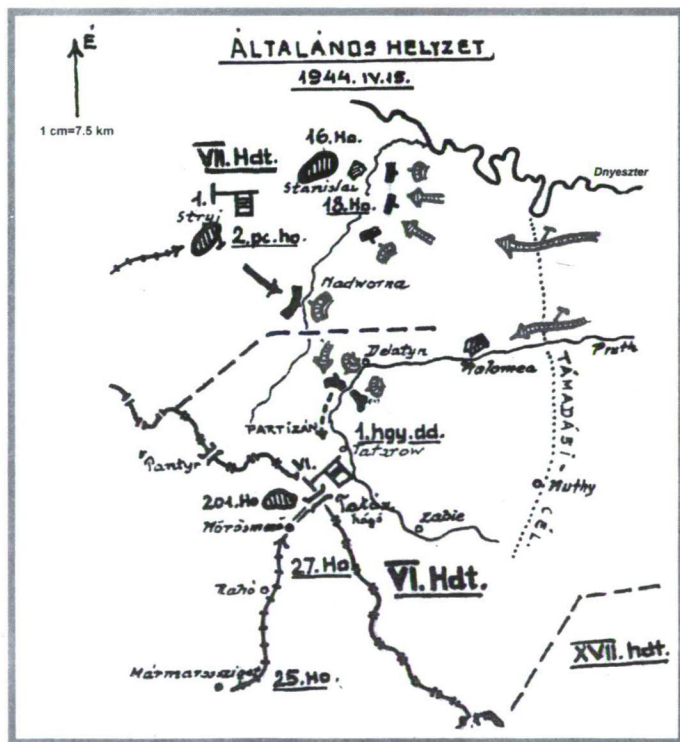 É
ÁLTALÁNOS HELYZET
1944. IV.15.
1 cm=7.5 km
VII. Hdt.
16. Ho.
Stanislau
18. Ho.
Dnyeszter
1.
Stryj
2. pc. ho.
Nadworna
Delatyn
Kolomea
Pruth
TÁMADÁSI CÉL
PARTIZÁN
1. hgy. dd.
Tatarow
Pantyr
VI.
201. Ho
Tatár
hágó
Kőrösmező
Zabie
Kuthy
27. Ho
VI. Hdt.
Rahó
XVII. hdt.
Mármarossziget
25. Ho.